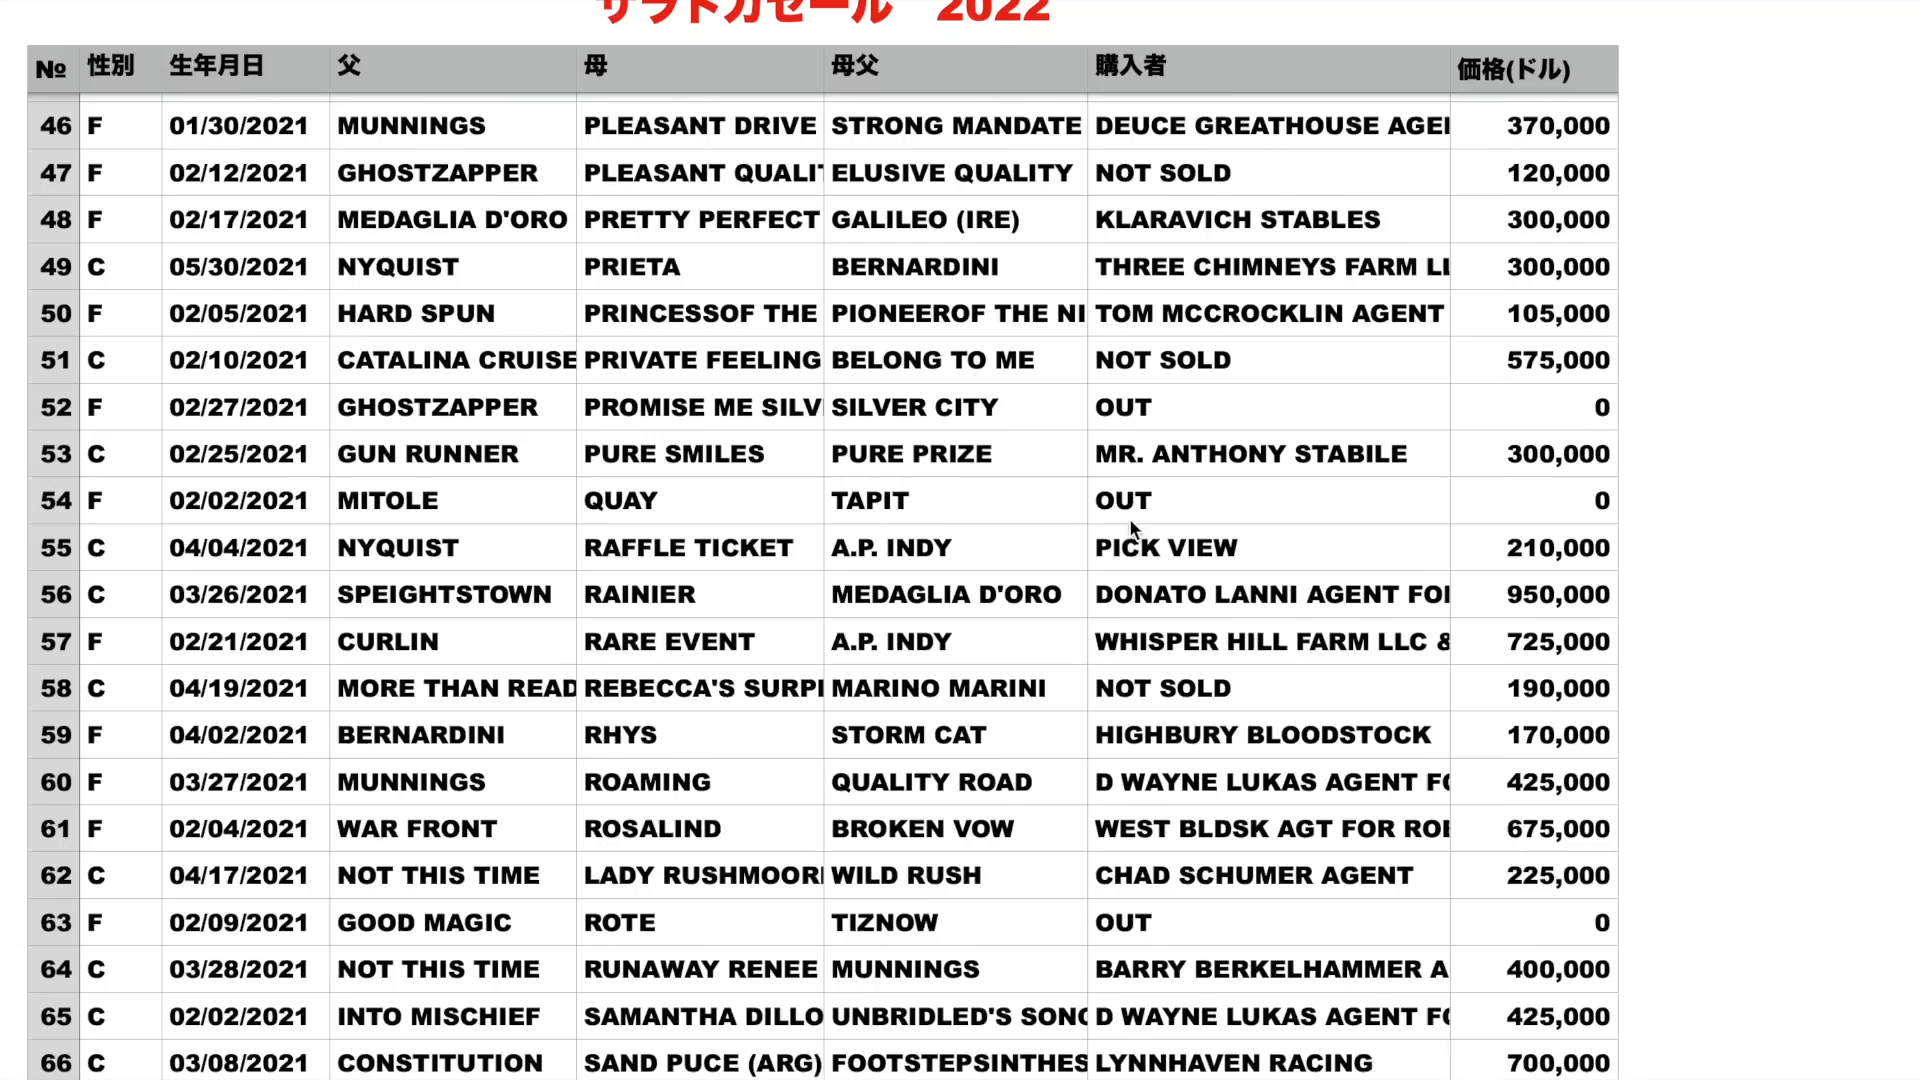 サラトガセール 2022
№ 性別 生年月日 父 母 母父 購入者 価格(ドル)
46 F 01/30/2021 MUNNINGS PLEASANT DRIVE STRONG MANDATE DEUCE GREATHOUSE AGEI 370,000
47 F 02/12/2021 GHOSTZAPPER PLEASANT QUALIT ELUSIVE QUALITY NOT SOLD 120,000
48 F 02/17/2021 MEDAGLIA D'ORO PRETTY PERFECT GALILEO (IRE) KLARAVICH STABLES 300,000
49 C 05/30/2021 NYQUIST PRIETA BERNARDINI THREE CHIMNEYS FARM LL 300,000
50 F 02/05/2021 HARD SPUN PRINCESSOF THE PIONEEROF THE NI TOM MCCROCKLIN AGENT 105,000
51 C 02/10/2021 CATALINA CRUISE PRIVATE FEELING BELONG TO ME NOT SOLD 575,000
52 F 02/27/2021 GHOSTZAPPER PROMISE ME SILV SILVER CITY OUT 0
53 C 02/25/2021 GUN RUNNER PURE SMILES PURE PRIZE MR. ANTHONY STABILE 300,000
54 F 02/02/2021 MITOLE QUAY TAPIT OUT 0
55 C 04/04/2021 NYQUIST RAFFLE TICKET A.P. INDY PICK VIEW 210,000
56 C 03/26/2021 SPEIGHTSTOWN RAINIER MEDAGLIA D'ORO DONATO LANNI AGENT FOI 950,000
57 F 02/21/2021 CURLIN RARE EVENT A.P. INDY WHISPER HILL FARM LLC & 725,000
58 C 04/19/2021 MORE THAN READ REBECCA'S SURPI MARINO MARINI NOT SOLD 190,000
59 F 04/02/2021 BERNARDINI RHYS STORM CAT HIGHBURY BLOODSTOCK 170,000
60 F 03/27/2021 MUNNINGS ROAMING QUALITY ROAD D WAYNE LUKAS AGENT FO 425,000
61 F 02/04/2021 WAR FRONT ROSALIND BROKEN VOW WEST BLDSK AGT FOR ROI 675,000
62 C 04/17/2021 NOT THIS TIME LADY RUSHMOORI WILD RUSH CHAD SCHUMER AGENT 225,000
63 F 02/09/2021 GOOD MAGIC ROTE TIZNOW OUT 0
64 C 03/28/2021 NOT THIS TIME RUNAWAY RENEE MUNNINGS BARRY BERKELHAMMER A 400,000
65 C 02/02/2021 INTO MISCHIEF SAMANTHA DILLO UNBRIDLED'S SONG D WAYNE LUKAS AGENT FO 425,000
66 C 03/08/2021 CONSTITUTION SAND PUCE (ARG) FOOTSTEPSINTHES LYNNHAVEN RACING 700,000